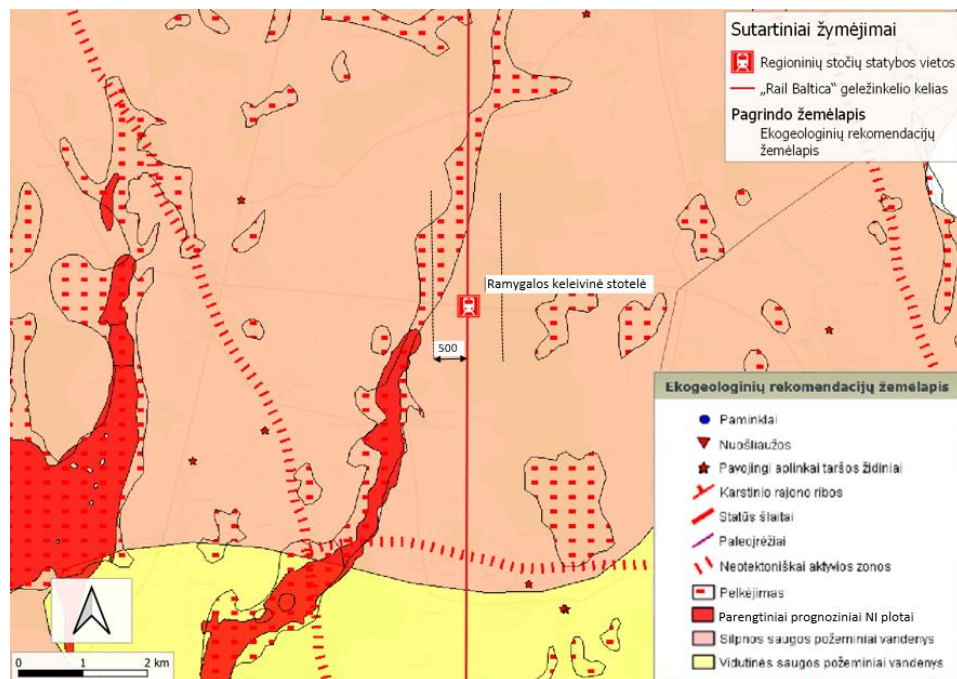 Sutartiniai žymėjimai
Regioninių stočių statybos vietos
„Rail Baltica“ geležinkelio kelias
Pagrindo žemėlapis
Ekogeologinių rekomendacijų
žemėlapis
Ramygalos keleivinė stotelė
500
Ekogeologinių rekomendacijų žemėlapis
Paminklai
Nuošliaužos
Pavojingi aplinkai taršos židiniai
Karstinio rajono ribos
Statūs šlaitai
Paleojrėžiai
Neotektoniškai aktyvios zonos
Pelkėjimas
Parengtiniai prognoziniai NI plotai
Silpnos saugos požeminiai vandenys
Vidutinės saugos požeminiai vandenys
0 1 2 km